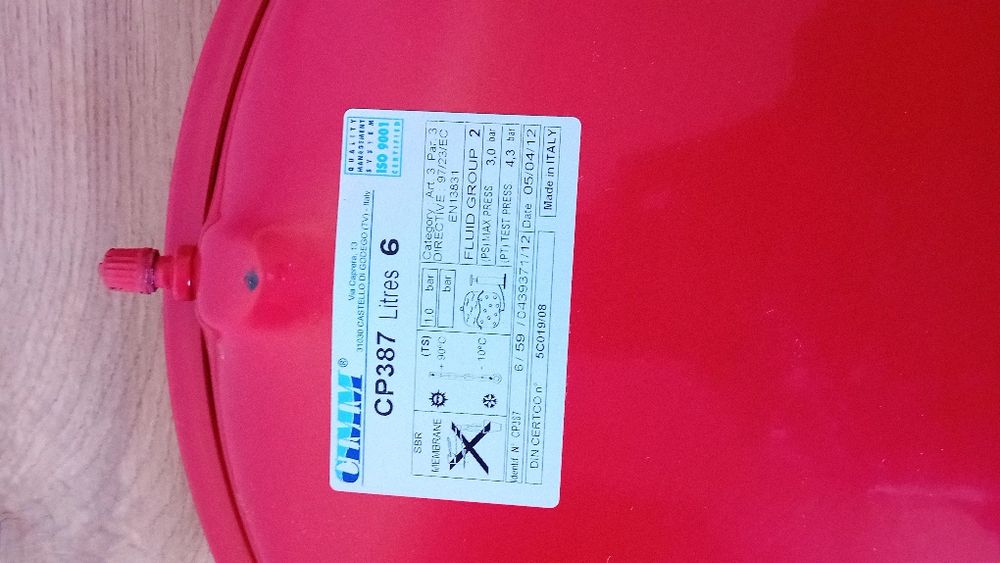 CIMM®
Via Caprera, 13
31030 CASTELLO DI GODEGO (TV) - Italy
QUALITY
MANAGEMENT
SYSTEM
ISO 9001
CERTIFIED
CP387 Litres 6
SBR
MEMBRANE
(TS)
+ 90°C
- 10°C
1.0 bar
bar
Category : Art. 3 Par. 3
DIRECTIVE : 97/23/EC
EN13831
FLUID GROUP 2
(PS) MAX PRESS 3,0 bar
(PT) TEST PRESS 4,3 bar
Identif. N° CP387 6 / 59 / 0439371/12 Date 05/04/12
DIN CERTCO n° 5C019/08
Made in ITALY